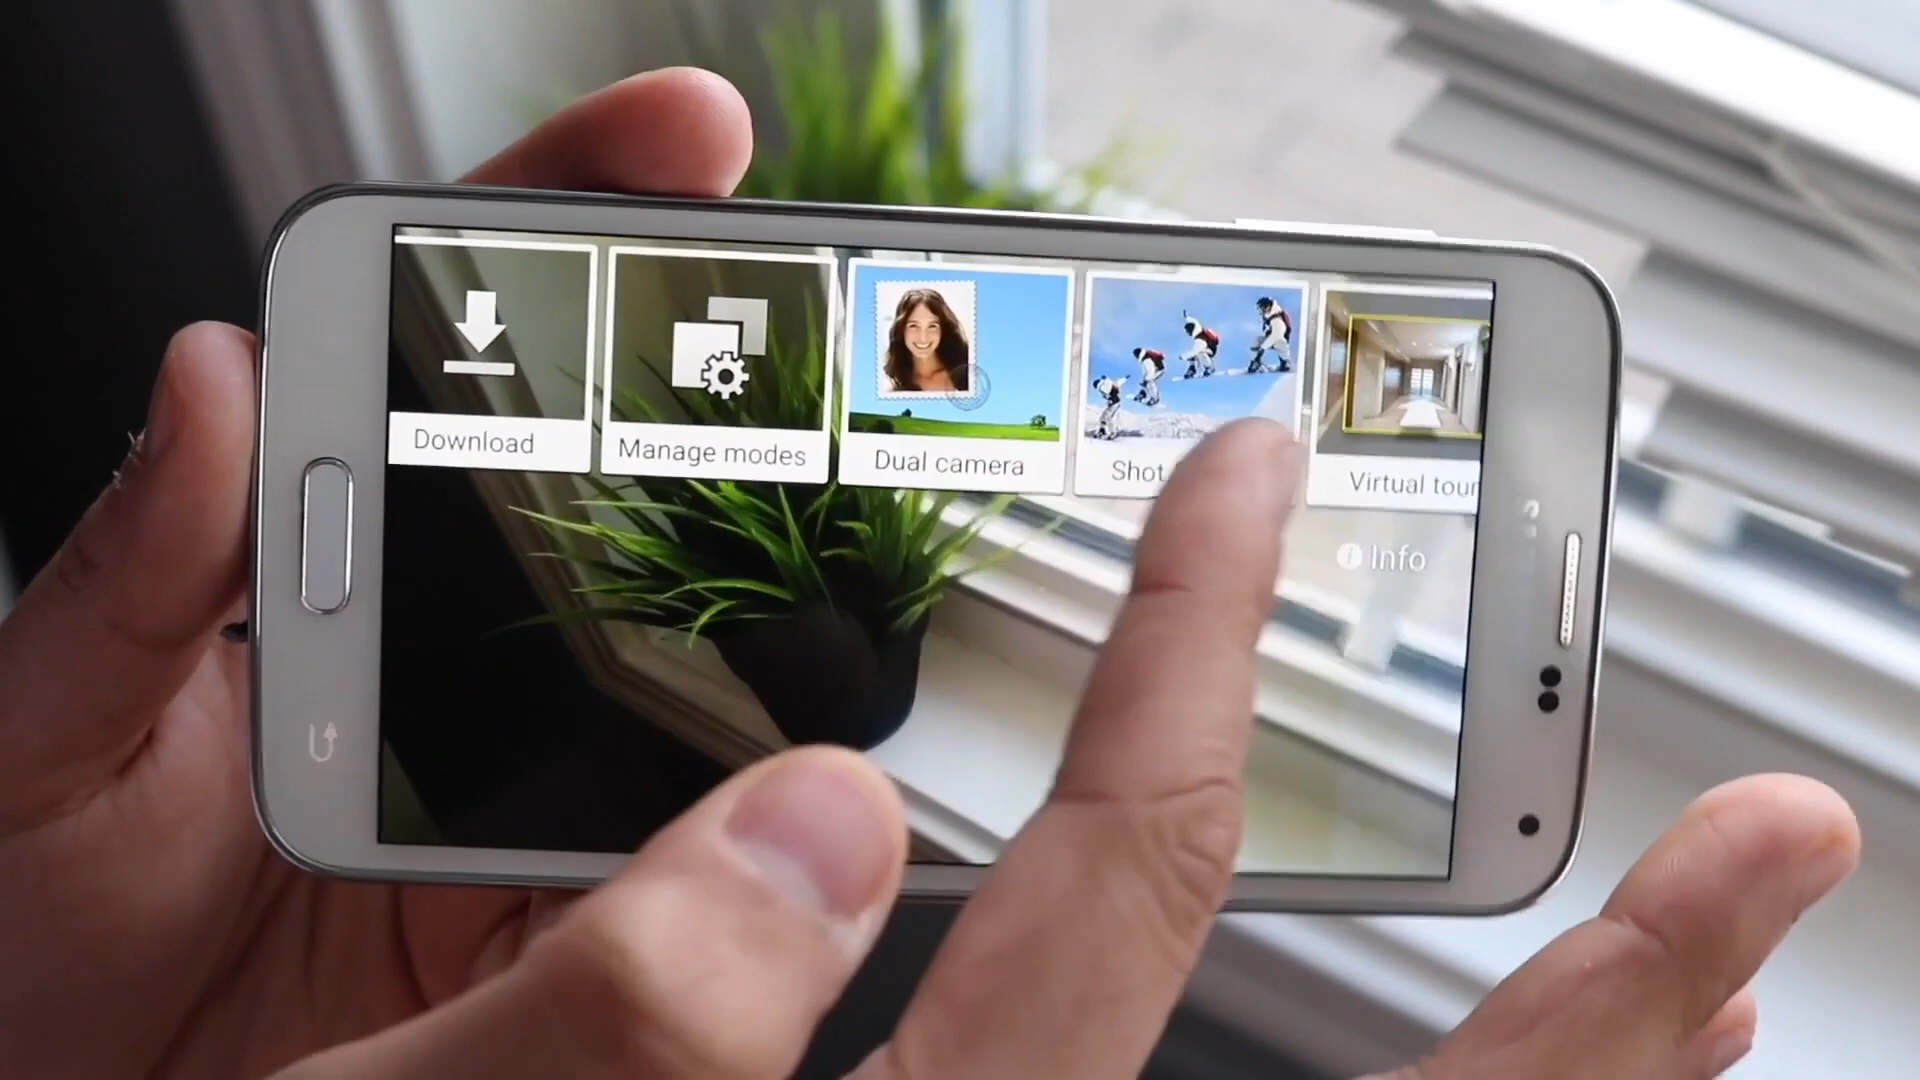 Download
Manage modes
Dual camera
Shot
Virtual tour
Info